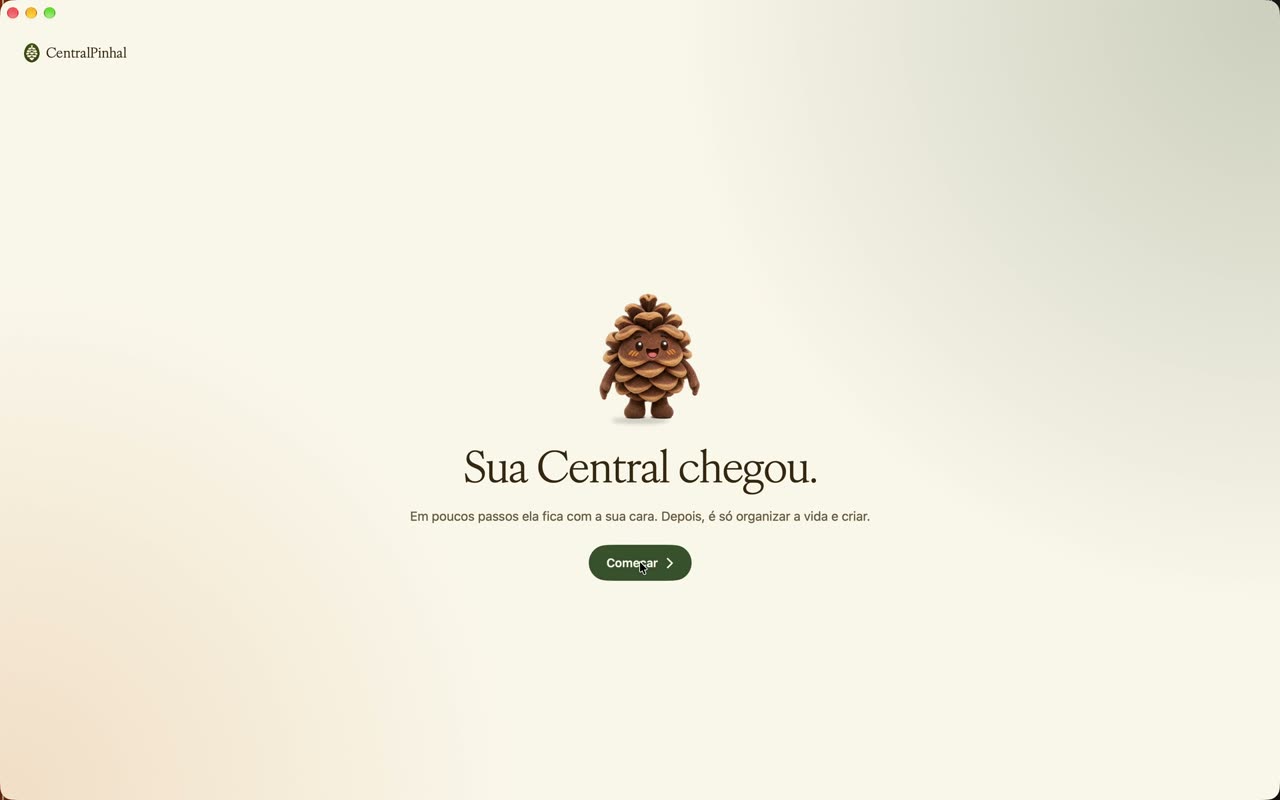 CentralPinhal
Sua Central chegou.
Em poucos passos ela fica com a sua cara. Depois, é só organizar a vida e criar.
Começar